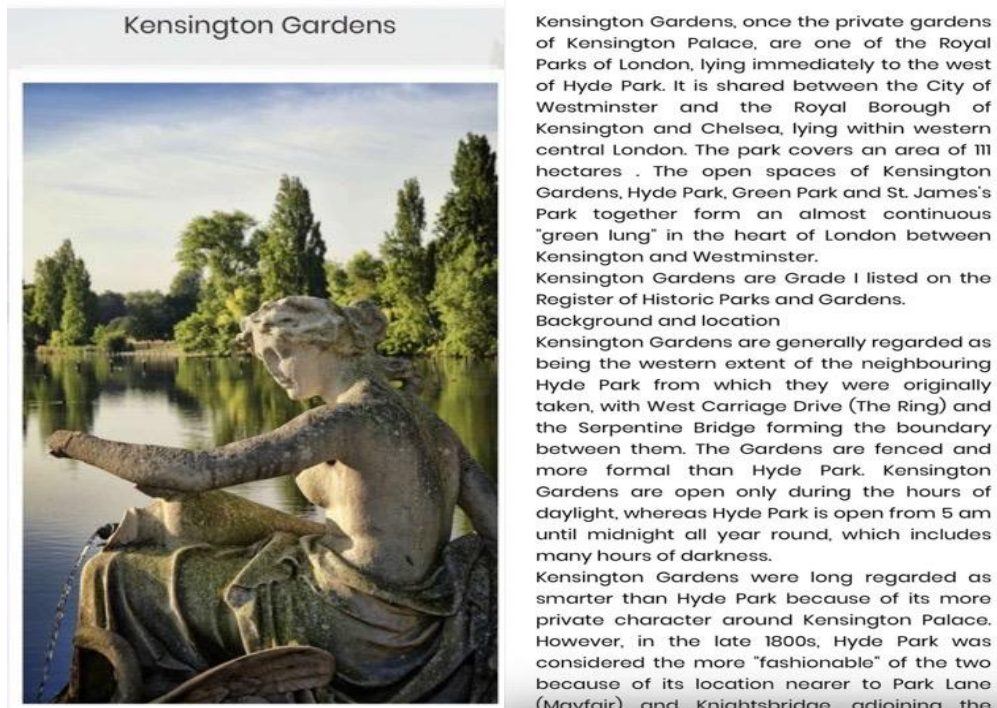 Kensington Gardens
Kensington Gardens, once the private gardens
of Kensington Palace, are one of the Royal
Parks of London, lying immediately to the west
of Hyde Park. It is shared between the City of
Westminster and the Royal Borough of
Kensington and Chelsea, lying within western
central London. The park covers an area of 111
hectares . The open spaces of Kensington
Gardens, Hyde Park, Green Park and St. James's
Park together form an almost continuous
"green lung" in the heart of London between
Kensington and Westminster.
Kensington Gardens are Grade I listed on the
Register of Historic Parks and Gardens.
Background and location
Kensington Gardens are generally regarded as
being the western extent of the neighbouring
Hyde Park from which they were originally
taken, with West Carriage Drive (The Ring) and
the Serpentine Bridge forming the boundary
between them. The Gardens are fenced and
more formal than Hyde Park. Kensington
Gardens are open only during the hours of
daylight, whereas Hyde Park is open from 5 am
until midnight all year round, which includes
many hours of darkness.
Kensington Gardens were long regarded as
smarter than Hyde Park because of its more
private character around Kensington Palace.
However, in the late 1800s, Hyde Park was
considered the more "fashionable" of the two
because of its location nearer to Park Lane
(Mayfair) and Knightsbridge, adjoining the